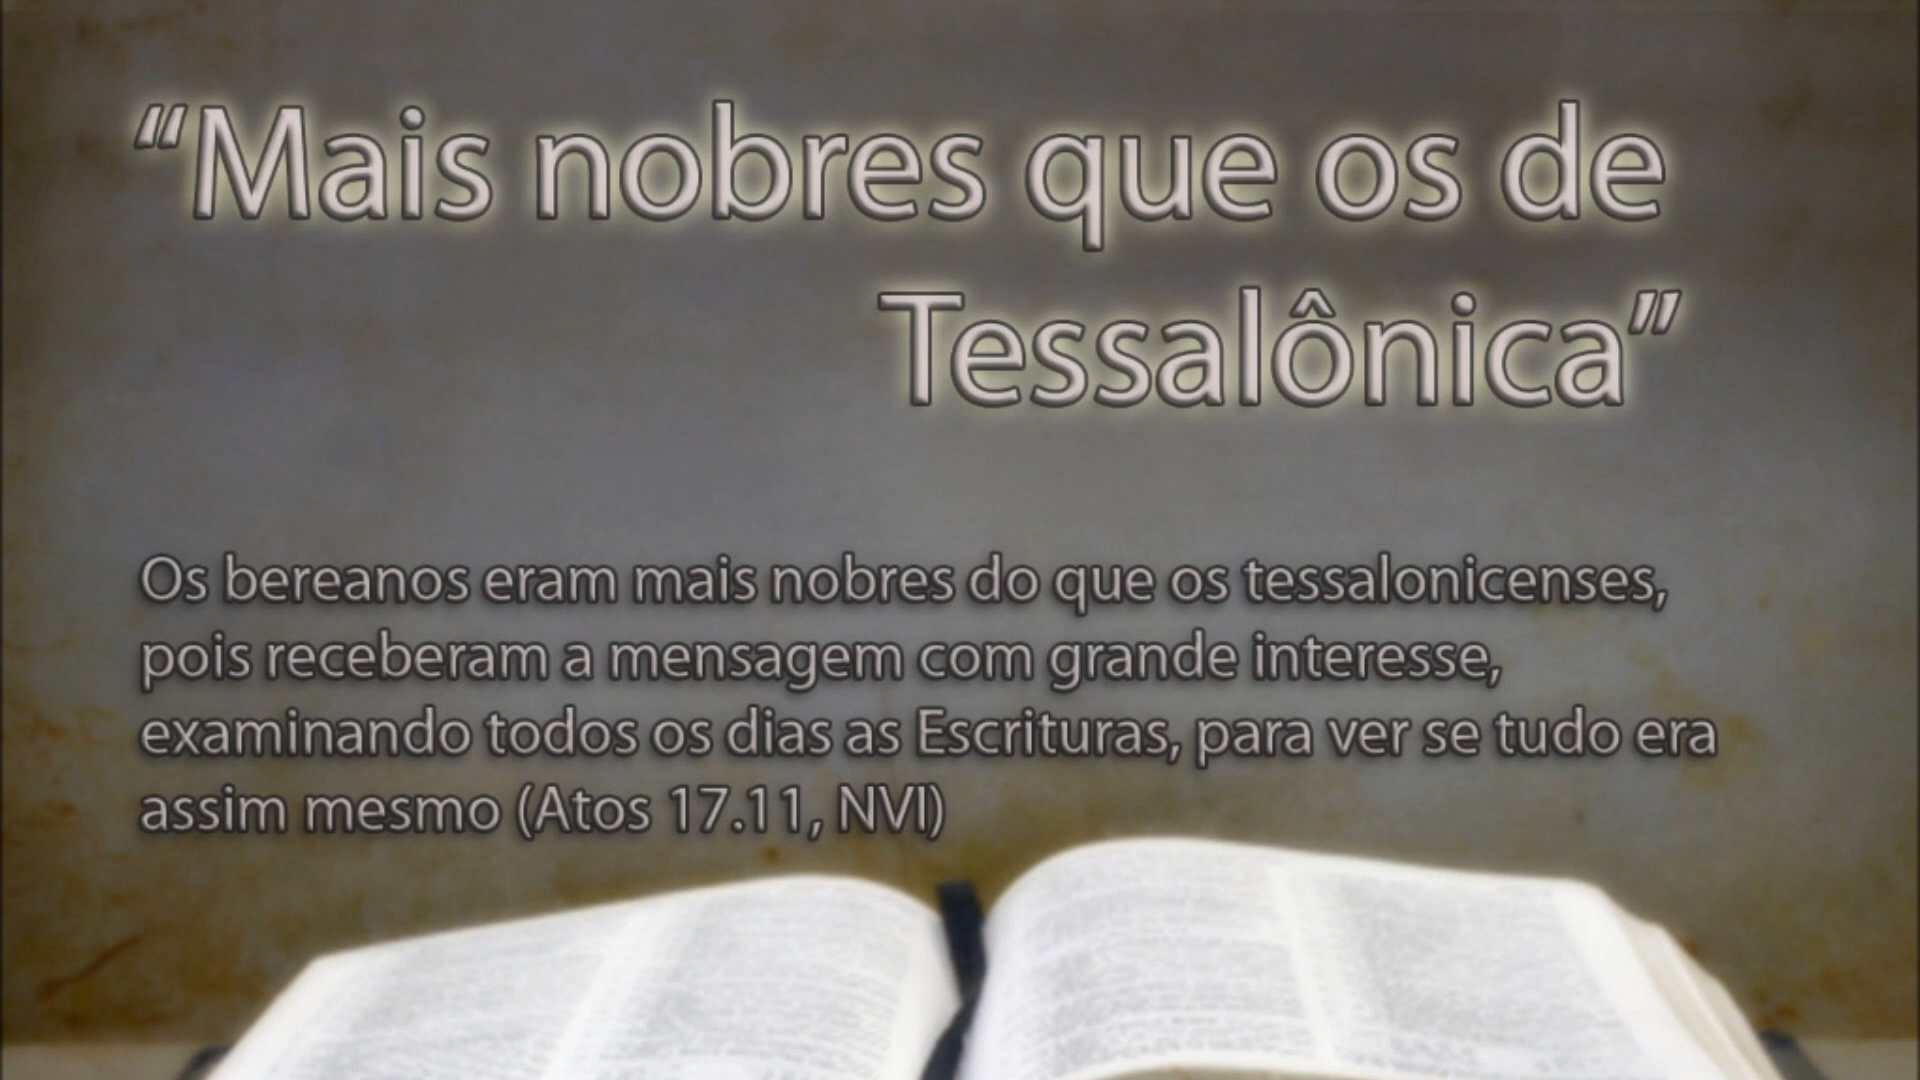 “Mais nobres que os de
Tessalônica”
Os bereanos eram mais nobres do que os tessalonicenses,
pois receberam a mensagem com grande interesse,
examinando todos os dias as Escrituras, para ver se tudo era
assim mesmo (Atos 17.11, NVI)